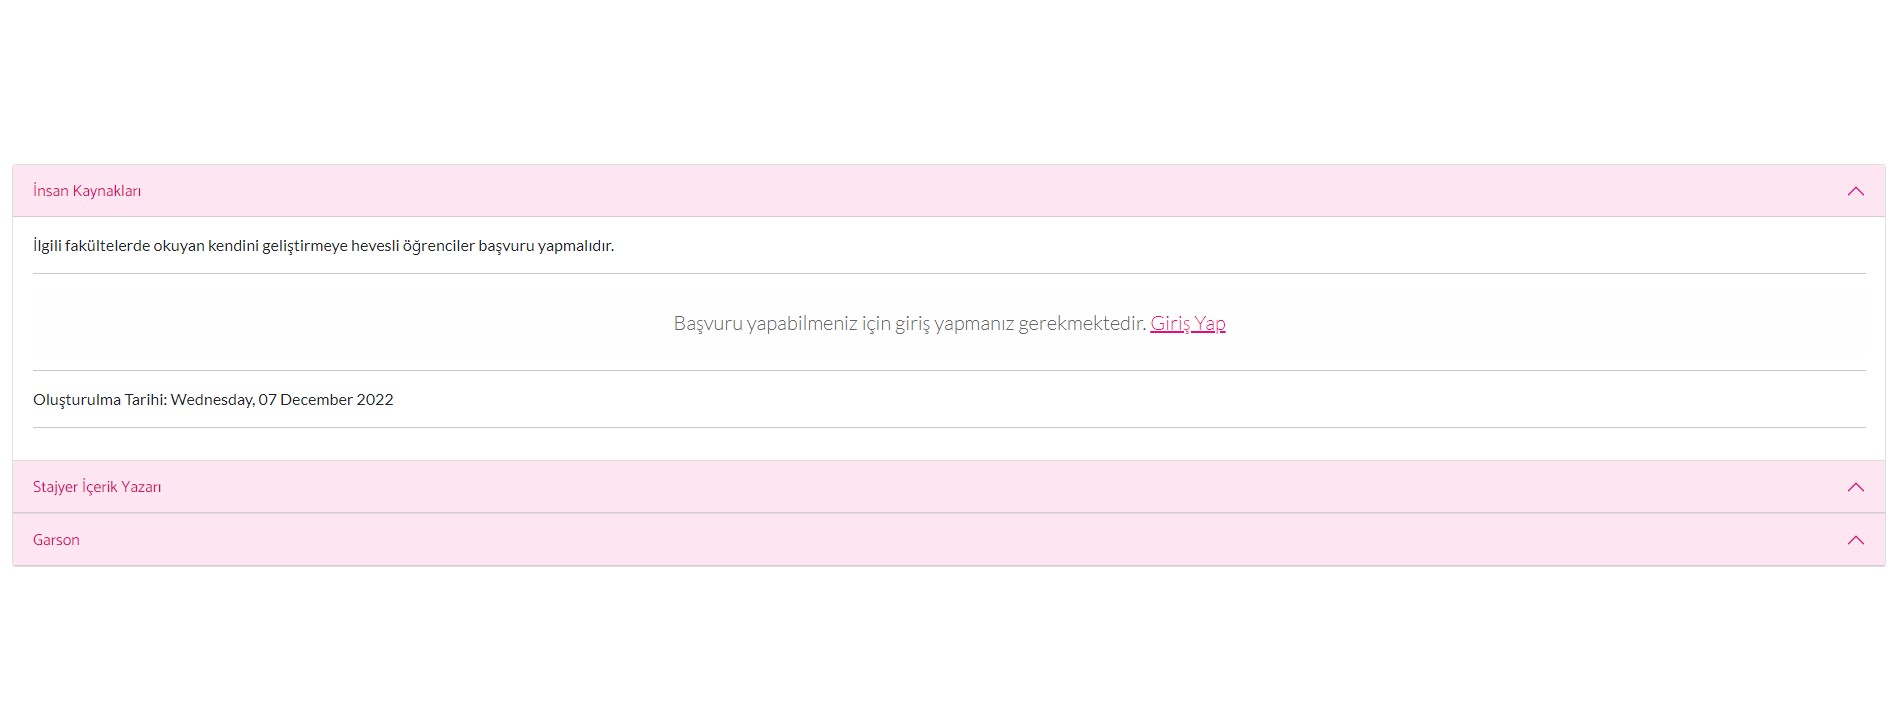 İnsan Kaynakları
İlgili fakültelerde okuyan kendini geliştirmeye hevesli öğrenciler başvuru yapmalıdır.
Başvuru yapabilmeniz için giriş yapmanız gerekmektedir. Giriş Yap
Oluşturulma Tarihi: Wednesday, 07 December 2022
Stajyer İçerik Yazarı
Garson